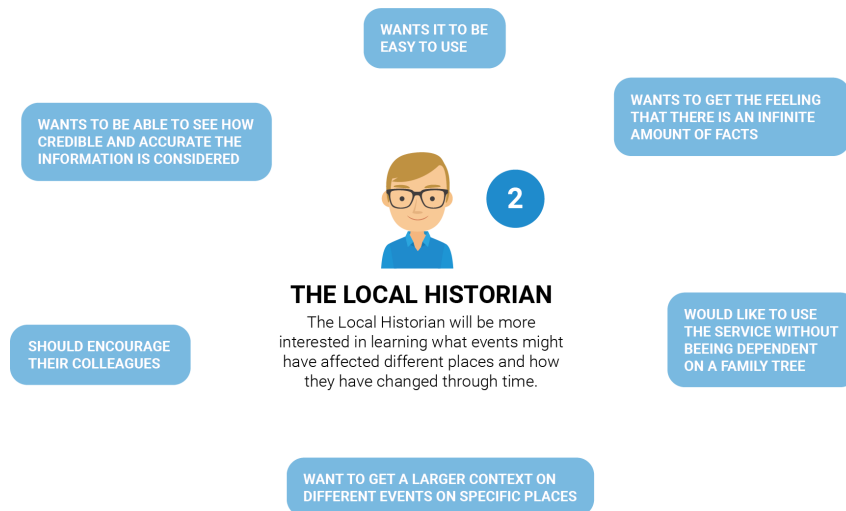 WANTS IT TO BE
EASY TO USE
WANTS TO GET THE FEELING
THAT THERE IS AN INFINITE
AMOUNT OF FACTS
WANTS TO BE ABLE TO SEE HOW
CREDIBLE AND ACCURATE THE
INFORMATION IS CONSIDERED
2
THE LOCAL HISTORIAN
The Local Historian will be more
interested in learning what events might
have affected different places and how
they have changed through time.
WOULD LIKE TO USE
THE SERVICE WITHOUT
BEEING DEPENDENT
ON A FAMILY TREE
SHOULD ENCOURAGE
THEIR COLLEAGUES
WANT TO GET A LARGER CONTEXT ON
DIFFERENT EVENTS ON SPECIFIC PLACES